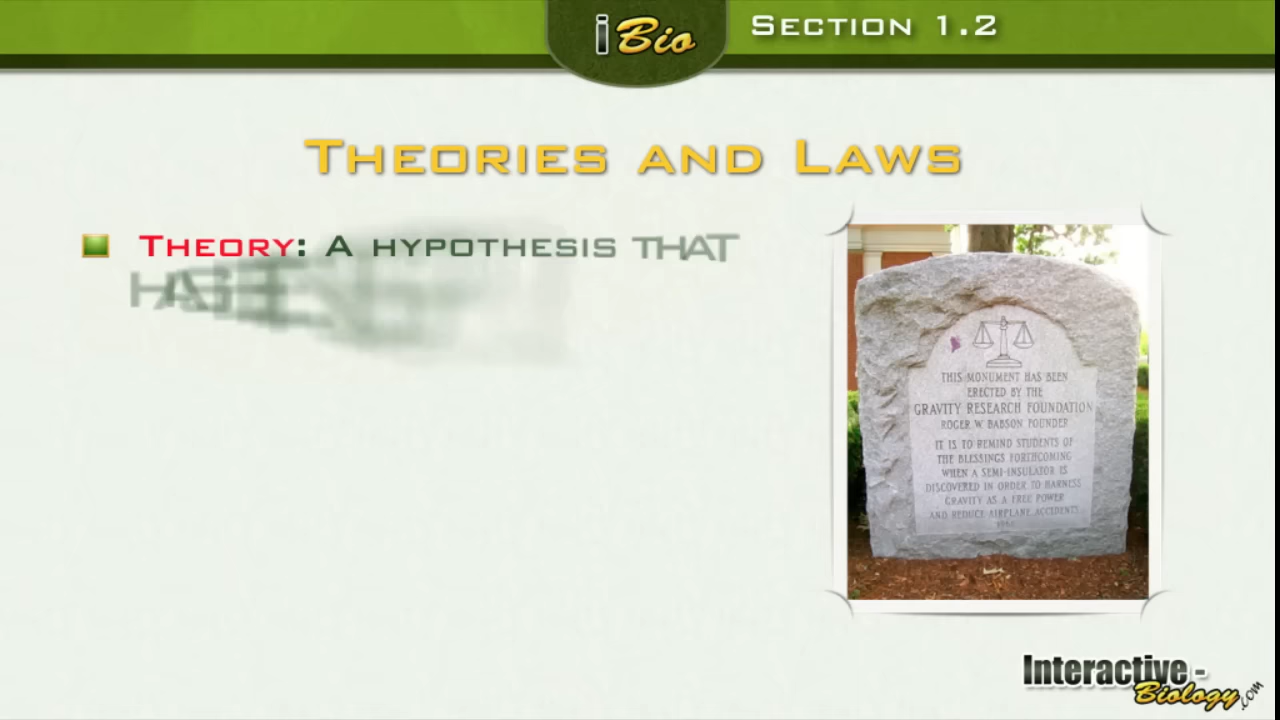 i Bio
SECTION 1.2
THEORIES AND LAWS
THEORY: A HYPOTHESIS THAT
THIS MONUMENT HAS BEEN
ERECTED BY THE
GRAVITY RESEARCH FOUNDATION
ROGER W BABSON FOUNDER
IT IS TO REMIND STUDENTS OF
THE BLESSINGS FORTHCOMING
WHEN A SEMI-INSULATOR IS
DISCOVERED IN ORDER TO HARNESS
GRAVITY AS A FREE POWER
AND REDUCE AIRPLANE ACCIDENTS
Interactive -
Biology.com